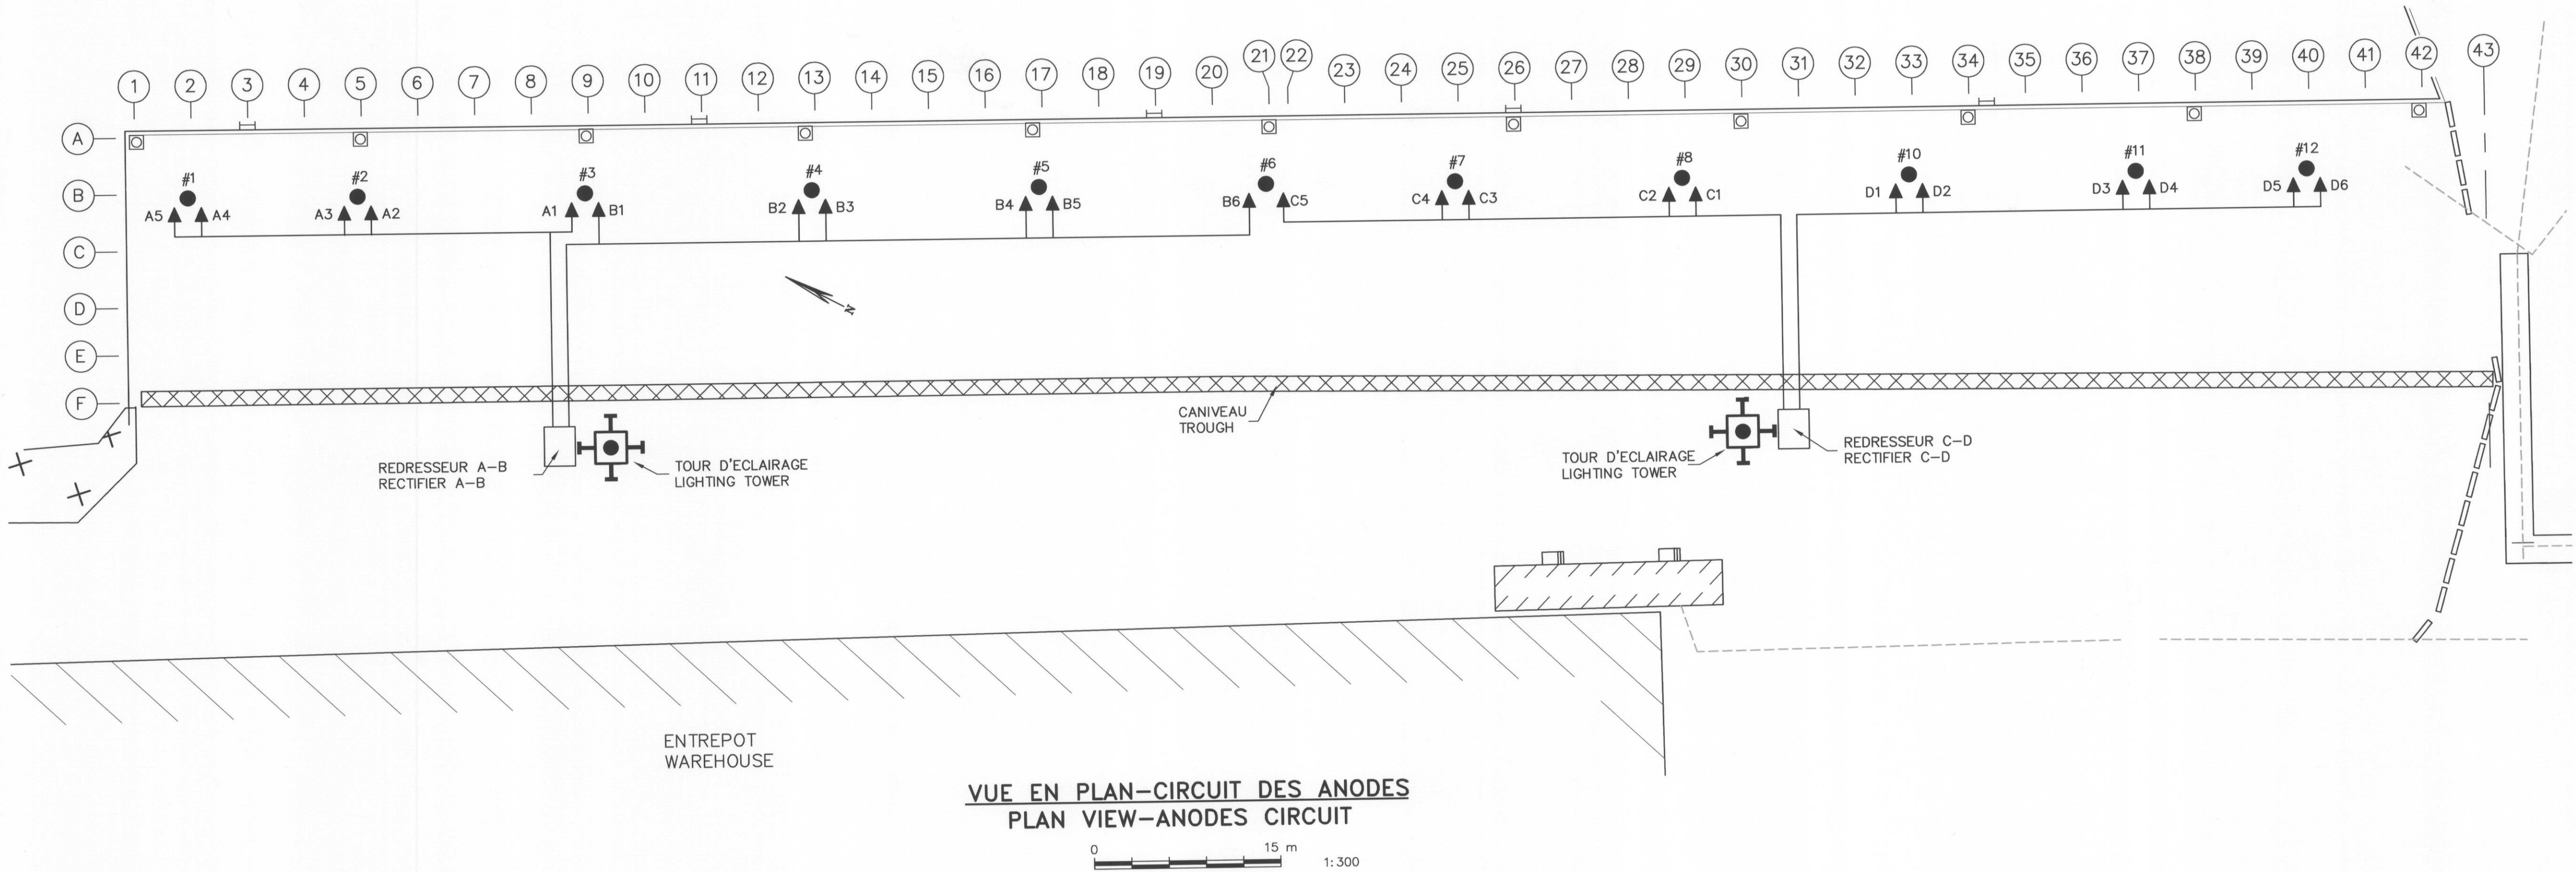 1 2 3 4 5 6 7 8 9 10 11 12 13 14 15 16 17 18 19 20 21 22 23 24 25 26 27 28 29 30 31 32 33 34 35 36 37 38 39 40 41 42 43
A
B
C
D
E
F
#1 #2 #3 #4 #5 #6 #7 #8 #10 #11 #12
A5 A4 A3 A2 A1 B1 B2 B3 B4 B5 B6 C5 C4 C3 C2 C1 D1 D2 D3 D4 D5 D6
N
CANIVEAU
TROUGH
REDRESSEUR A-B
RECTIFIER A-B
TOUR D'ECLAIRAGE
LIGHTING TOWER
TOUR D'ECLAIRAGE
LIGHTING TOWER
REDRESSEUR C-D
RECTIFIER C-D
ENTREPOT
WAREHOUSE
VUE EN PLAN-CIRCUIT DES ANODES
PLAN VIEW-ANODES CIRCUIT
0 15 m
1:300